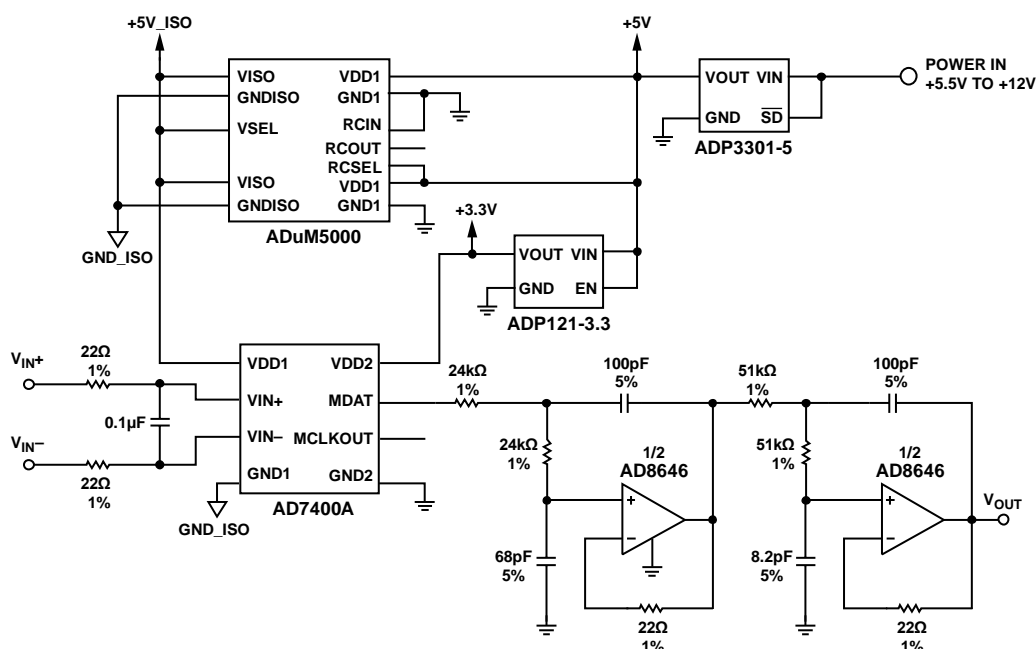 +5V_ISO
+5V
VISO
GNDISO
VSEL
VISO
GNDISO
VDD1
GND1
RCIN
RCOUT
RCSEL
VDD1
GND1
ADuM5000
GND_ISO
VOUT VIN
GND SD
ADP3301-5
POWER IN
+5.5V TO +12V
+3.3V
VOUT VIN
GND EN
ADP121-3.3
VIN+
22Ω
1%
0.1µF
VIN–
22Ω
1%
GND_ISO
VDD1
VIN+
VIN–
GND1
VDD2
MDAT
MCLKOUT
GND2
AD7400A
24kΩ
1%
24kΩ
1%
100pF
5%
68pF
5%
1/2
AD8646
+
–
22Ω
1%
51kΩ
1%
51kΩ
1%
100pF
5%
8.2pF
5%
1/2
AD8646
+
–
22Ω
1%
VOUT